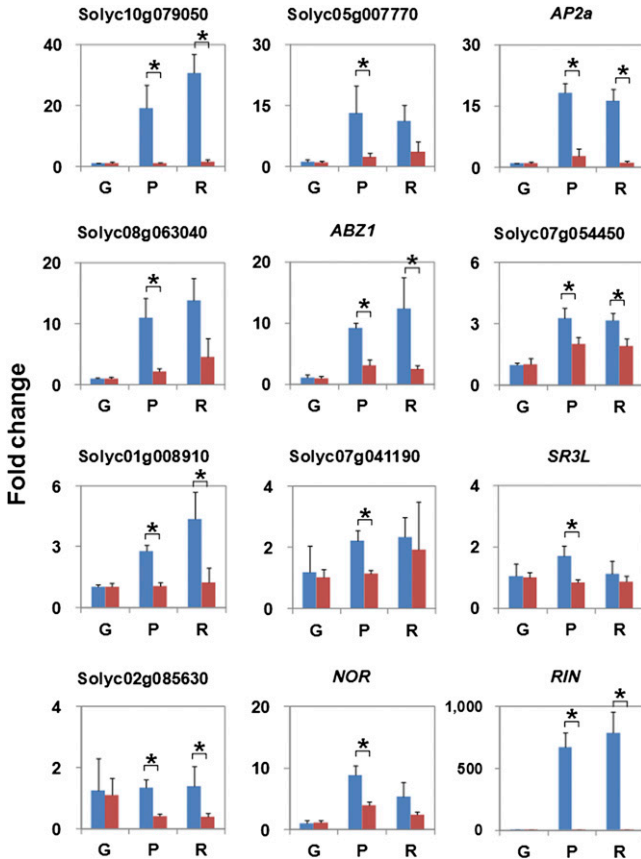 Fold change
Solyc10g079050
40
20
0
*
*
G P R
Solyc05g007770
30
15
0
*
G P R
AP2a
30
15
0
*
*
G P R
Solyc08g063040
20
10
0
*
G P R
ABZ1
20
10
0
*
*
G P R
Solyc07g054450
6
3
0
*
*
G P R
Solyc01g008910
6
3
0
*
*
G P R
Solyc07g041190
4
2
0
*
G P R
SR3L
4
2
0
*
G P R
Solyc02g085630
4
2
0
*
*
G P R
NOR
20
10
0
*
G P R
RIN
1,000
500
0
*
*
G P R